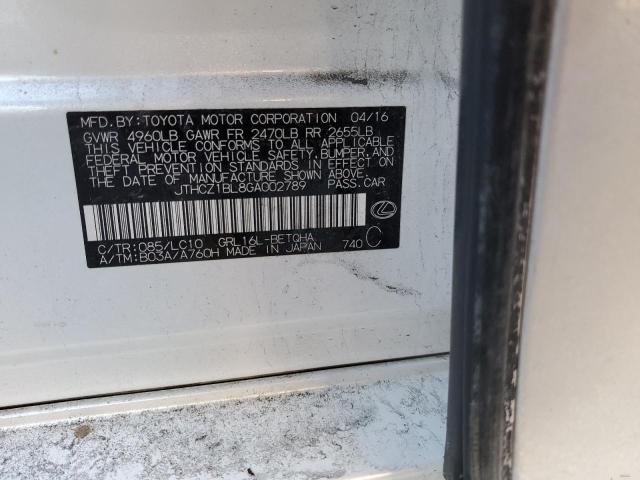 MFD. BY: TOYOTA MOTOR CORPORATION 04/16
GVWR 4960LB GAWR FR 2470LB RR 2655LB
THIS VEHICLE CONFORMS TO ALL APPLICABLE
FEDERAL MOTOR VEHICLE SAFETY, BUMPER, AND
THEFT PREVENTION STANDARDS IN EFFECT ON
THE DATE OF MANUFACTURE SHOWN ABOVE.
JTHCZ1BL8GA002789 PASS.CAR
C/TR: 085/LC10 GRL16L-BETQHA 740 C
A/TM: B03A/A760H MADE IN JAPAN